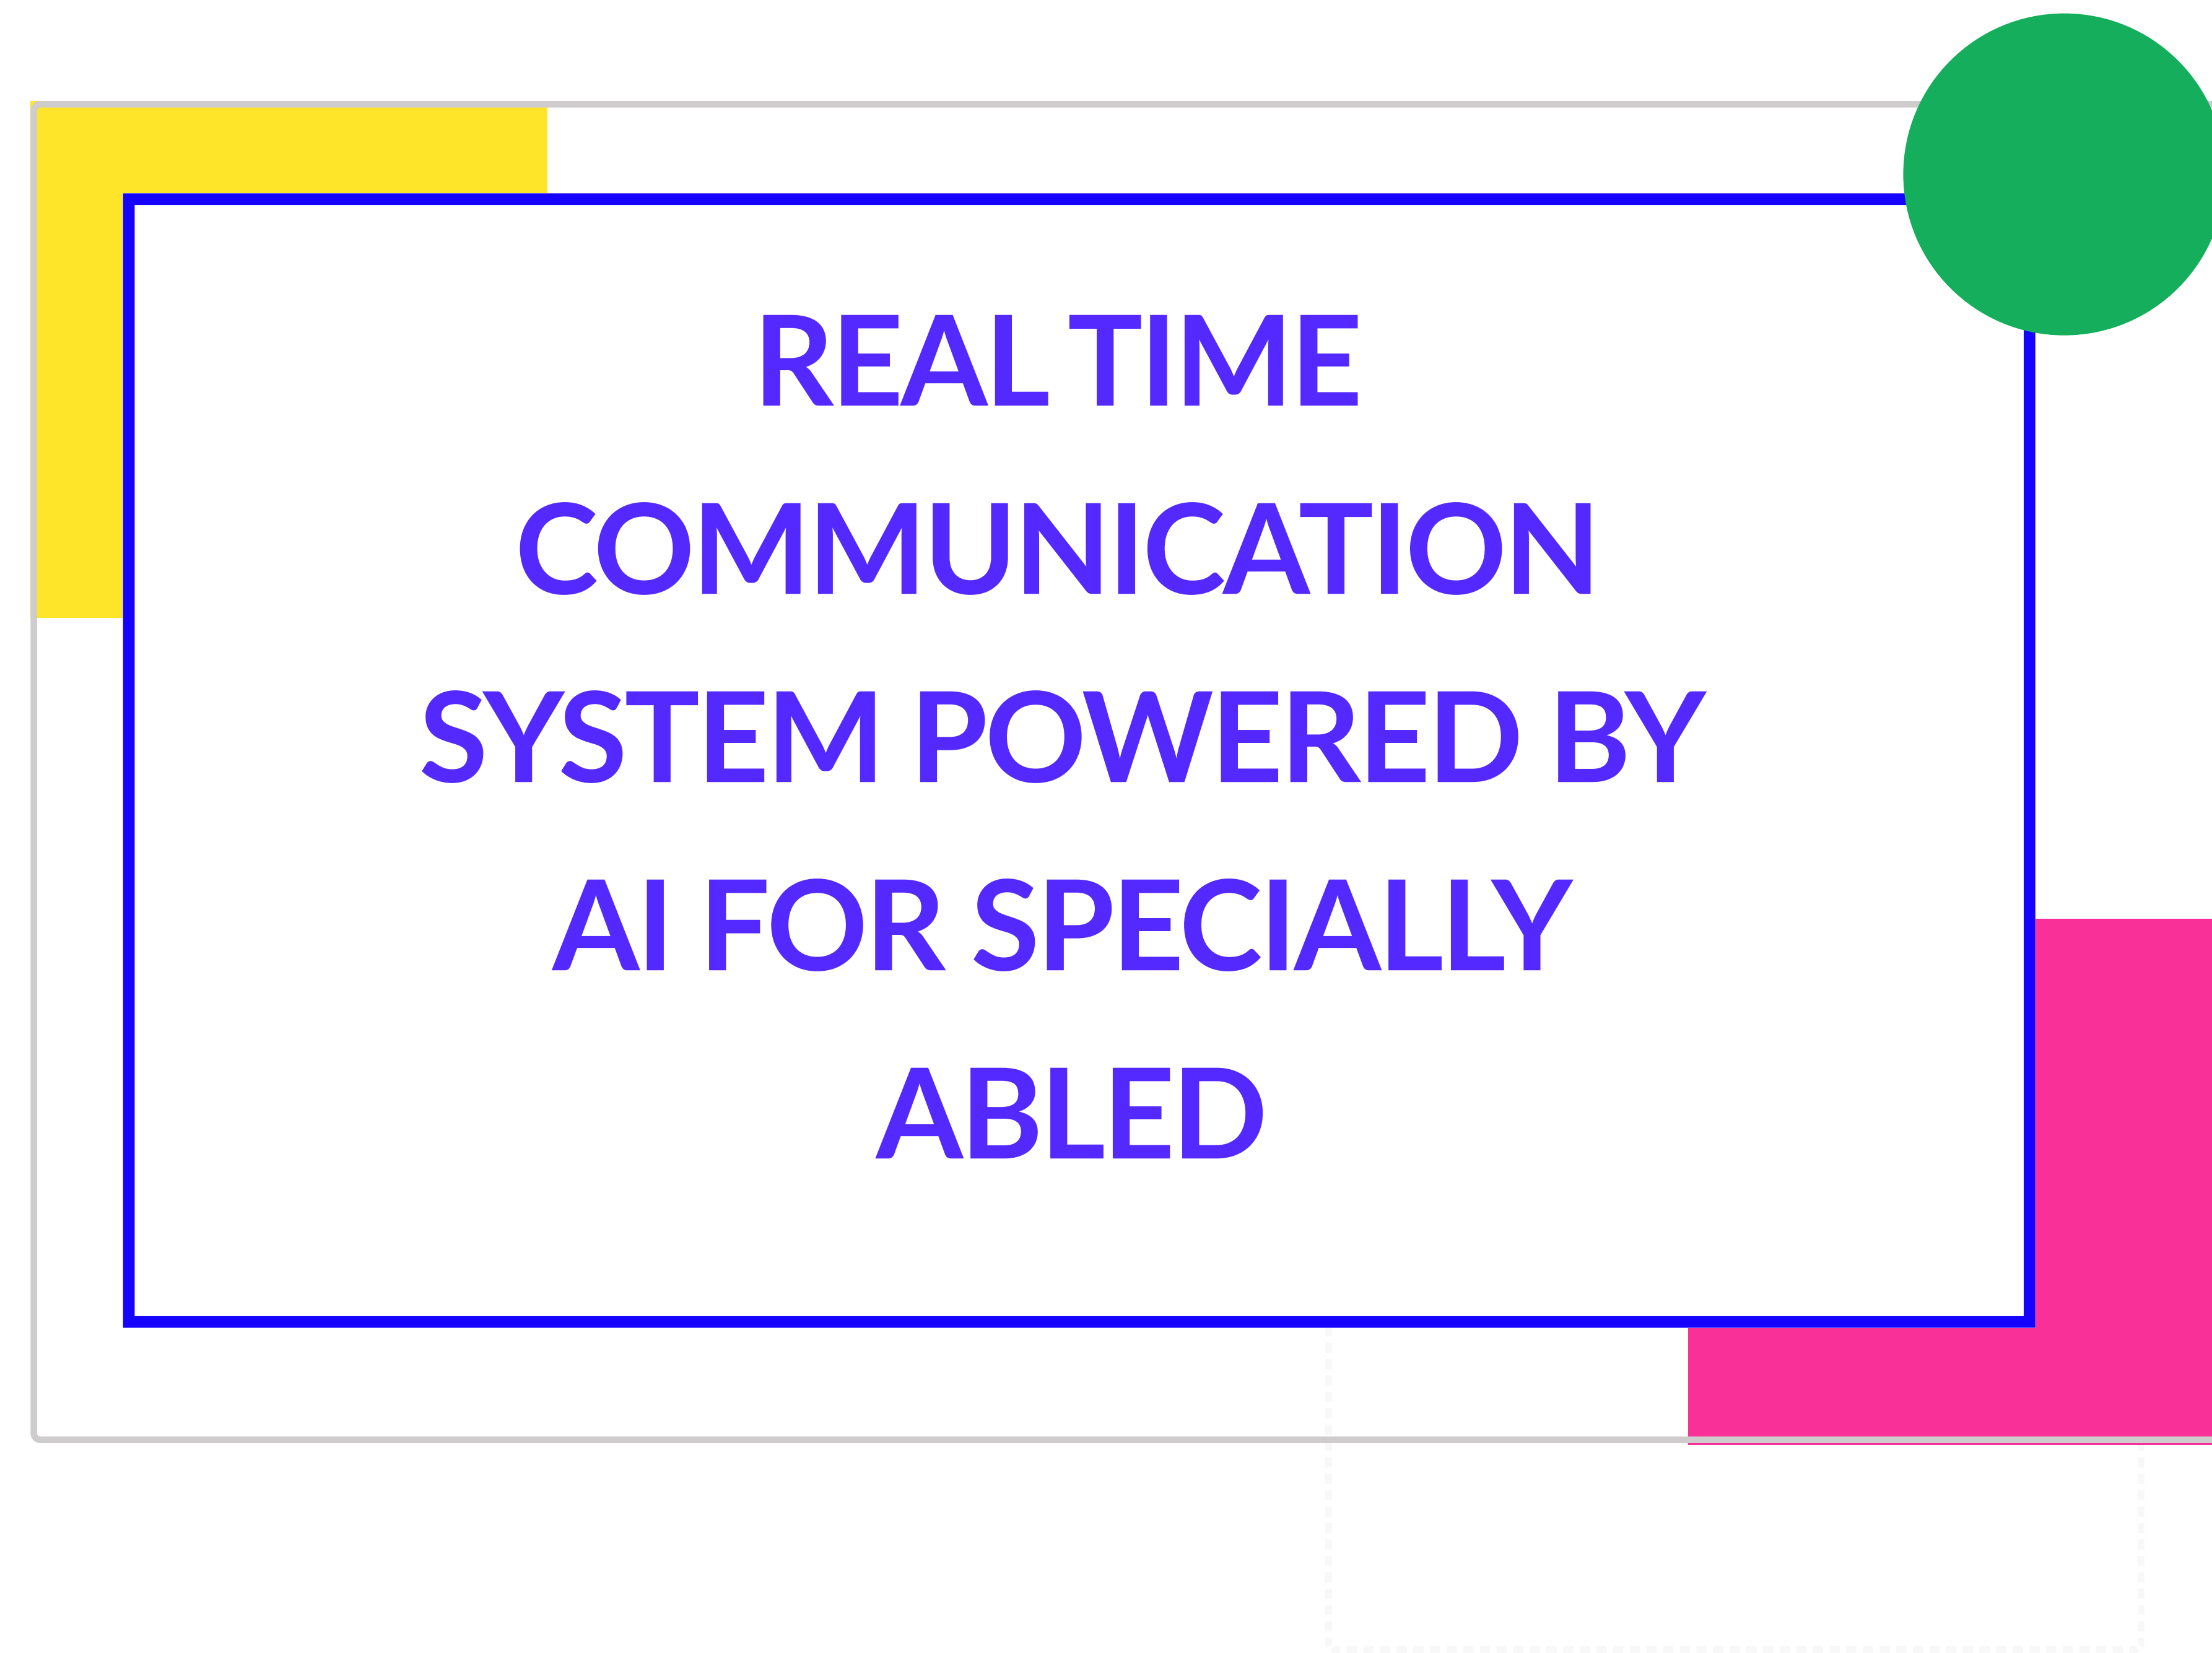 REAL TIME
COMMUNICATION
SYSTEM POWERED BY
AI FOR SPECIALLY
ABLED